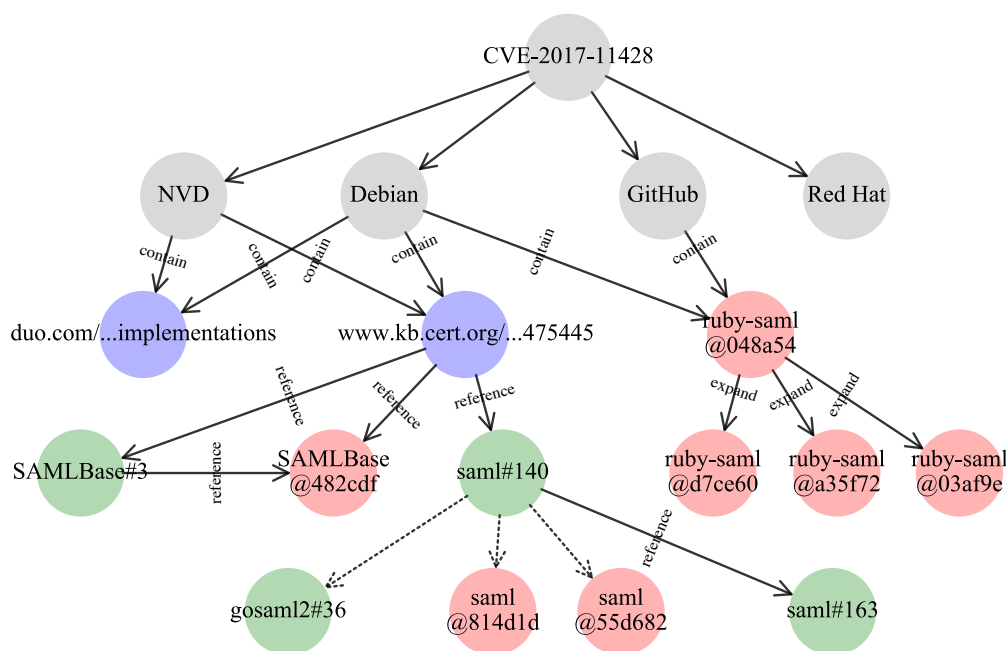 CVE-2017-11428
NVD
Debian
GitHub
Red Hat
contain
contain
contain
contain
contain
contain
duo.com/...implementations
www.kb.cert.org/...475445
ruby-saml
@048a54
reference
reference
reference
expand
expand
expand
SAMLBase#3
reference
SAMLBase
@482cdf
saml#140
ruby-saml
@d7ce60
ruby-saml
@a35f72
ruby-saml
@03af9e
reference
gosaml2#36
saml
@814d1d
saml
@55d682
saml#163